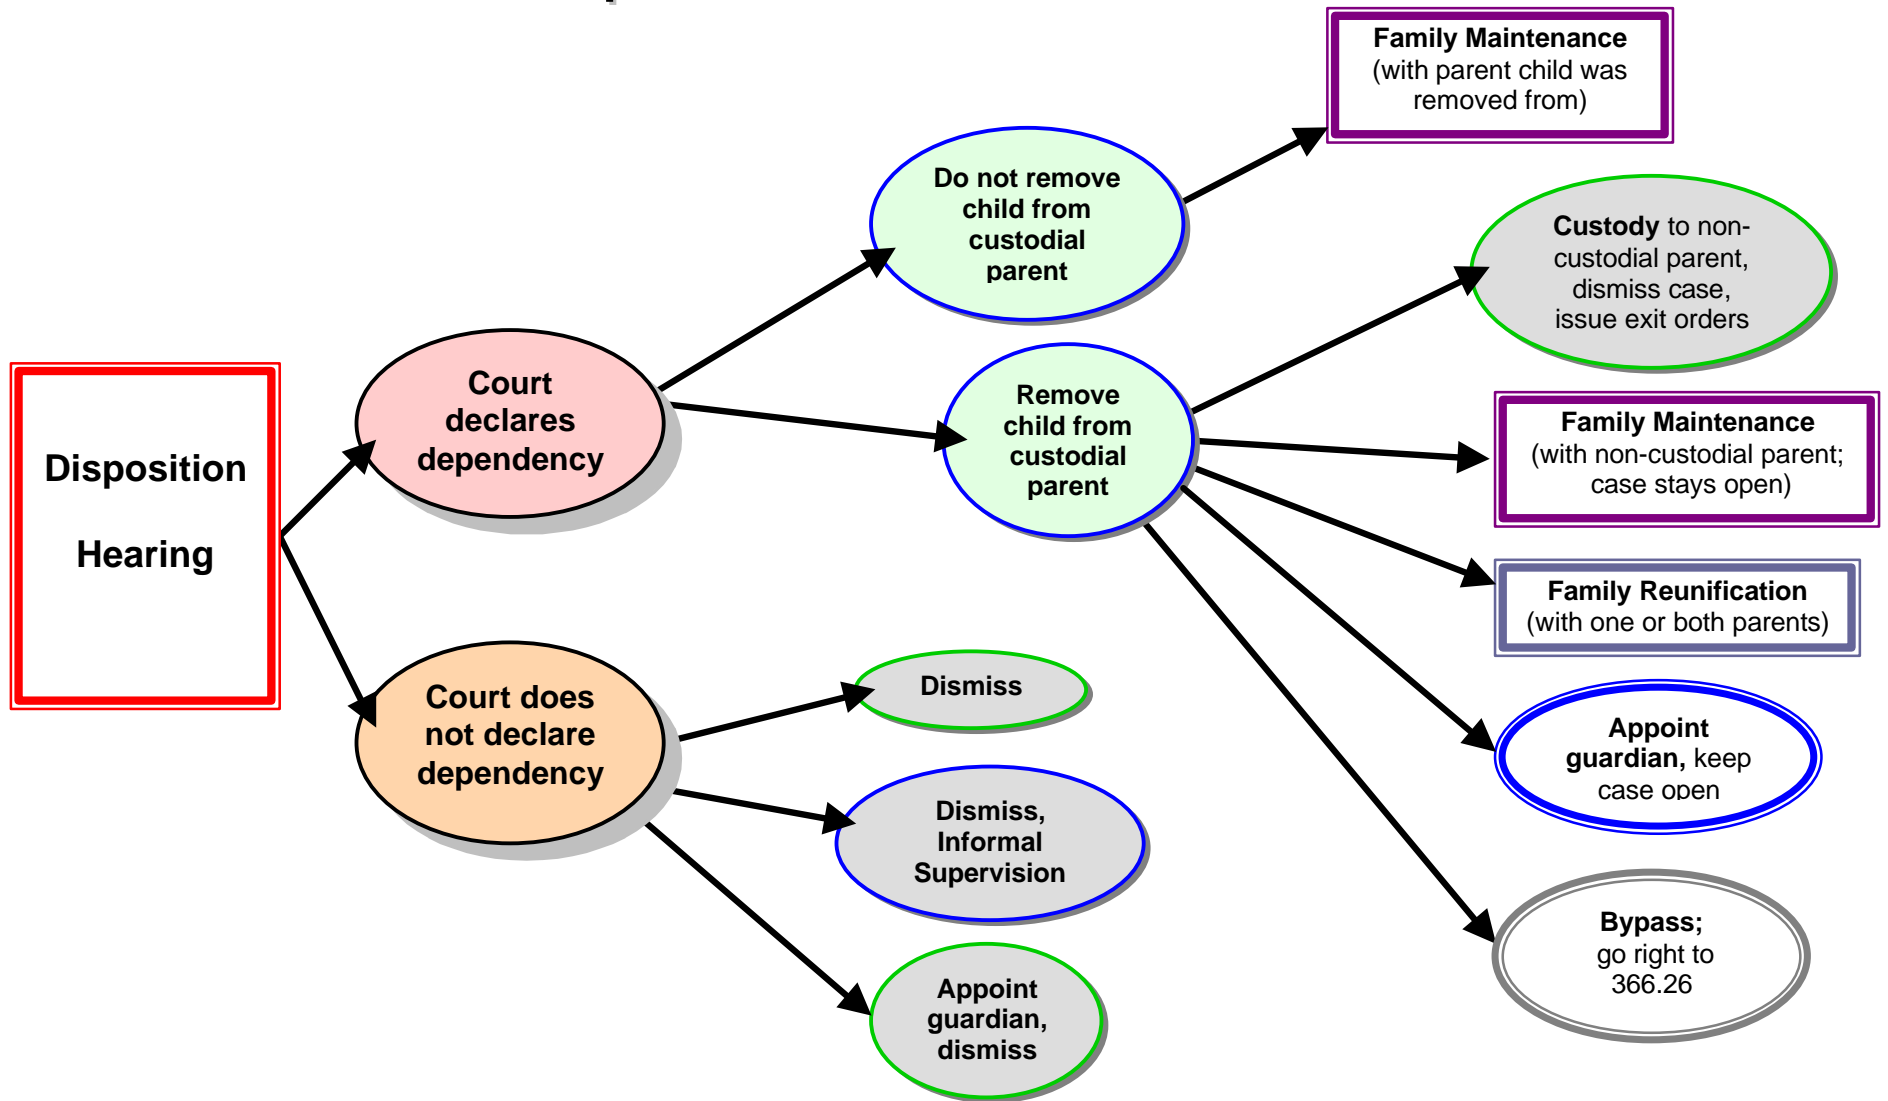 Disposition
Hearing
Court
declares
dependency
Court does
not declare
dependency
Do not remove
child from
custodial
parent
Remove
child from
custodial
parent
Dismiss
Dismiss,
Informal
Supervision
Appoint
guardian,
dismiss
Family Maintenance
(with parent child was
removed from)
Custody to non-
custodial parent,
dismiss case,
issue exit orders
Family Maintenance
(with non-custodial parent;
case stays open)
Family Reunification
(with one or both parents)
Appoint
guardian, keep
case open
Bypass;
go right to
366.26